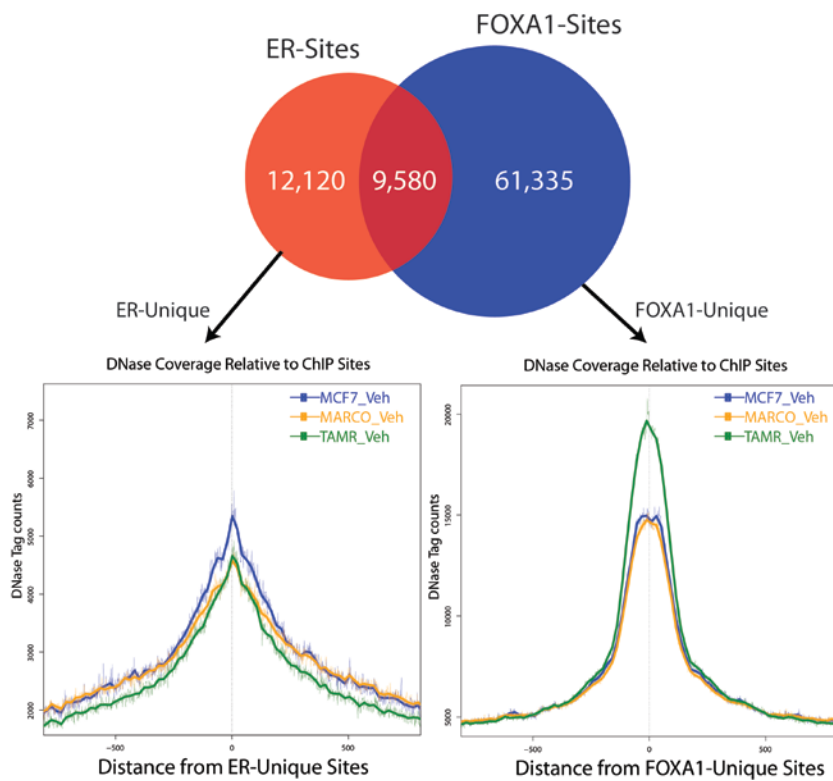 FOXA1-Sites
ER-Sites
12,120
9,580
61,335
ER-Unique
FOXA1-Unique
DNase Coverage Relative to ChIP Sites
MCF7_Veh
MARCO_Veh
TAMR_Veh
DNase Tag counts
7000
6000
5000
4000
3000
2000
−500
0
500
Distance from ER-Unique Sites
DNase Coverage Relative to ChIP Sites
MCF7_Veh
MARCO_Veh
TAMR_Veh
DNase Tag counts
20000
15000
10000
5000
−500
0
500
Distance from FOXA1-Unique Sites